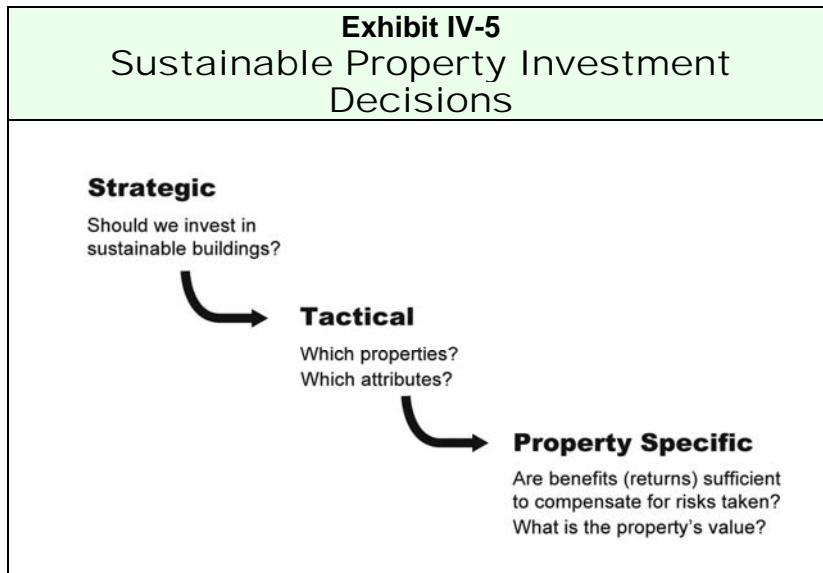 Exhibit IV-5
Sustainable Property Investment
Decisions
Strategic
Should we invest in
sustainable buildings?
Tactical
Which properties?
Which attributes?
Property Specific
Are benefits (returns) sufficient
to compensate for risks taken?
What is the property's value?